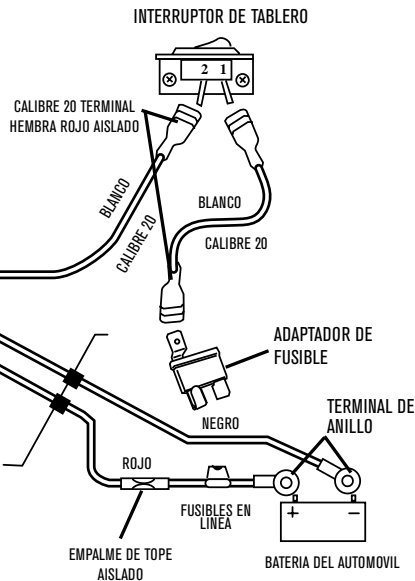 INTERRUPTOR DE TABLERO
2 1
CALIBRE 20 TERMINAL
HEMBRA ROJO AISLADO
BLANCO
CALIBRE 20
BLANCO
CALIBRE 20
ADAPTADOR DE
FUSIBLE
NEGRO
TERMINAL DE
ANILLO
ROJO
FUSIBLES EN
LINEA
+ −
EMPALME DE TOPE
AISLADO
BATERIA DEL AUTOMOVIL